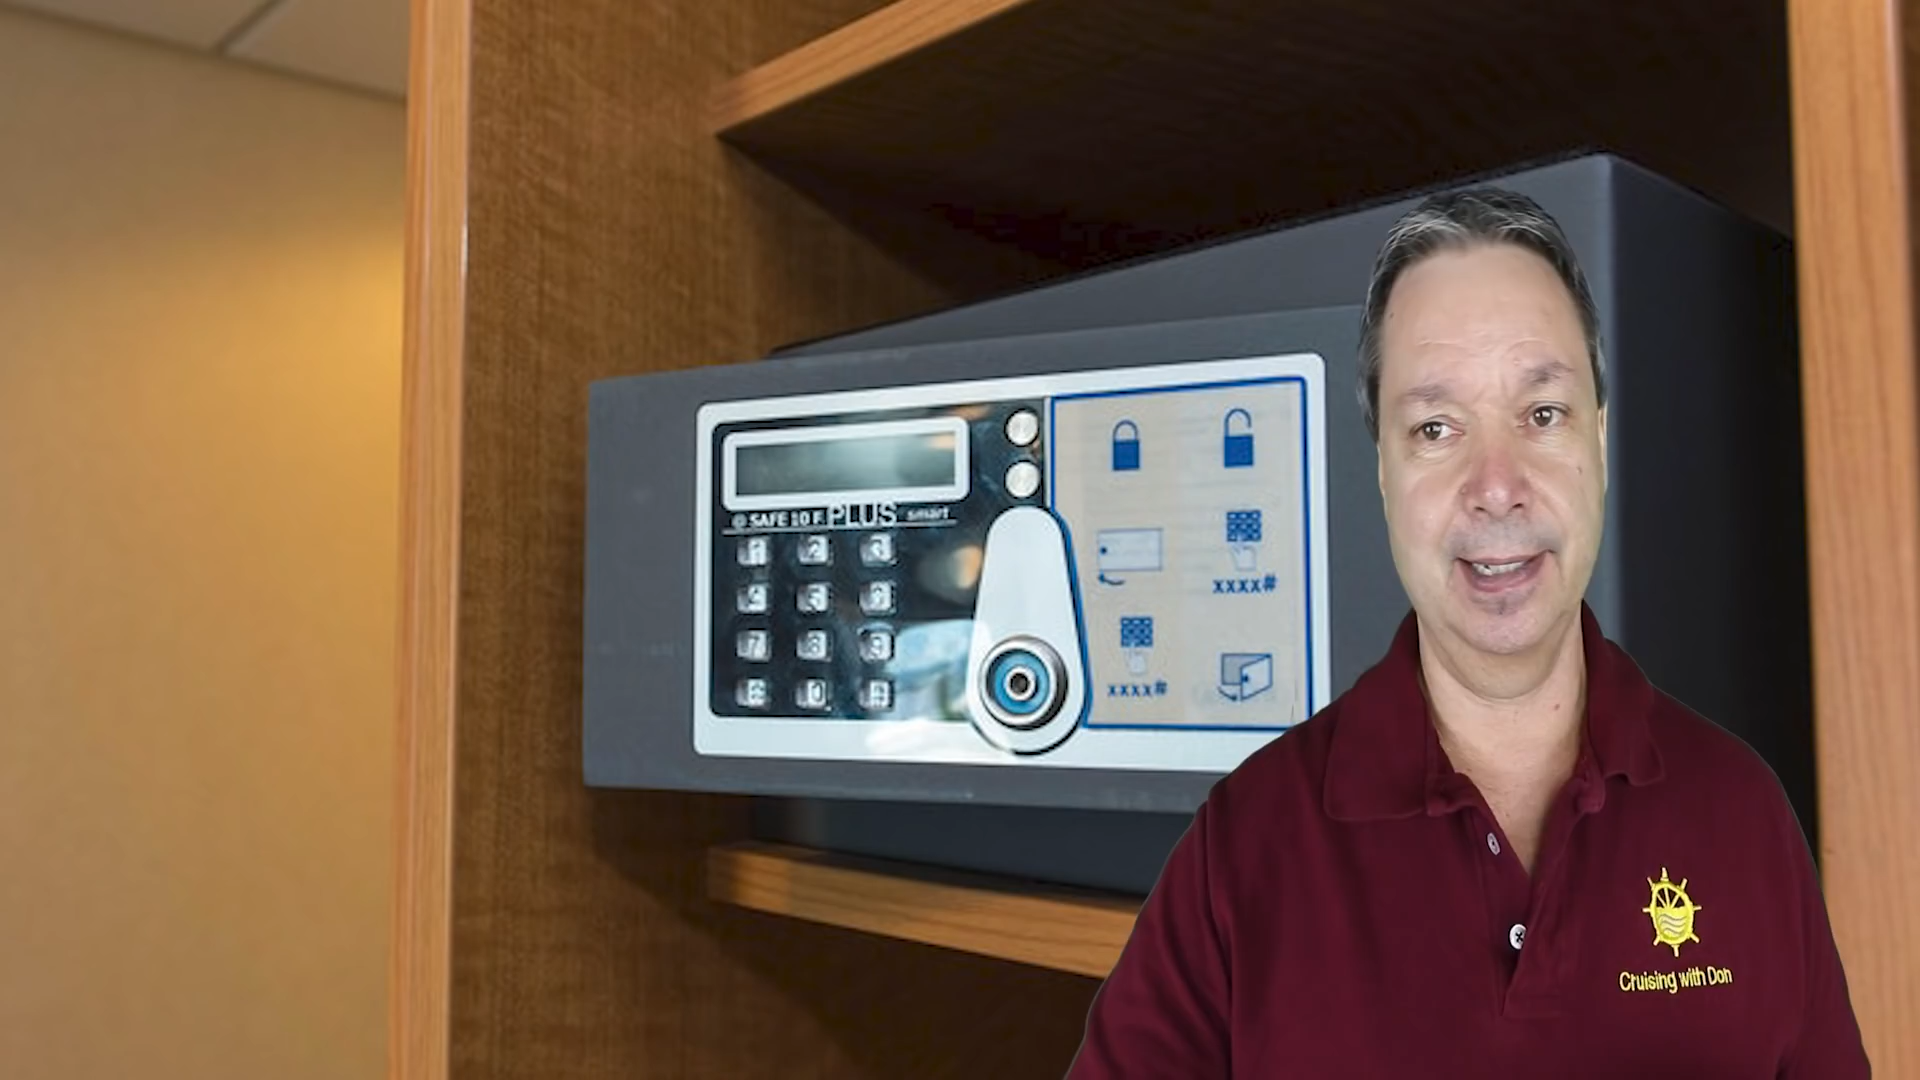 @ SAFE 10 F. PLUS smart
1 2 3
4 5 6
7 8 9
0
xxxx#
xxxx#
Cruising with Don